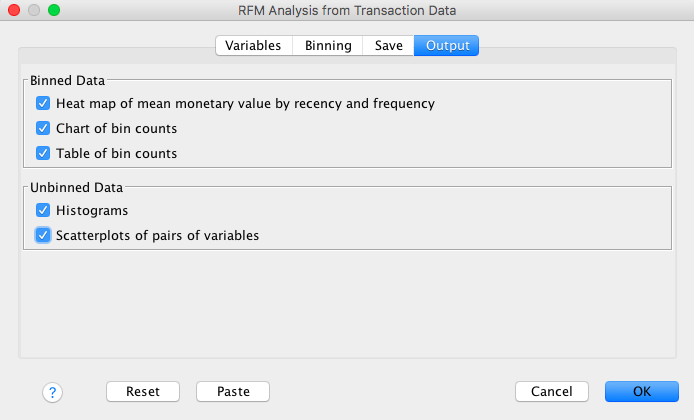 RFM Analysis from Transaction Data
Variables Binning Save Output
Binned Data
Heat map of mean monetary value by recency and frequency
Chart of bin counts
Table of bin counts
Unbinned Data
Histograms
Scatterplots of pairs of variables
? Reset Paste Cancel OK